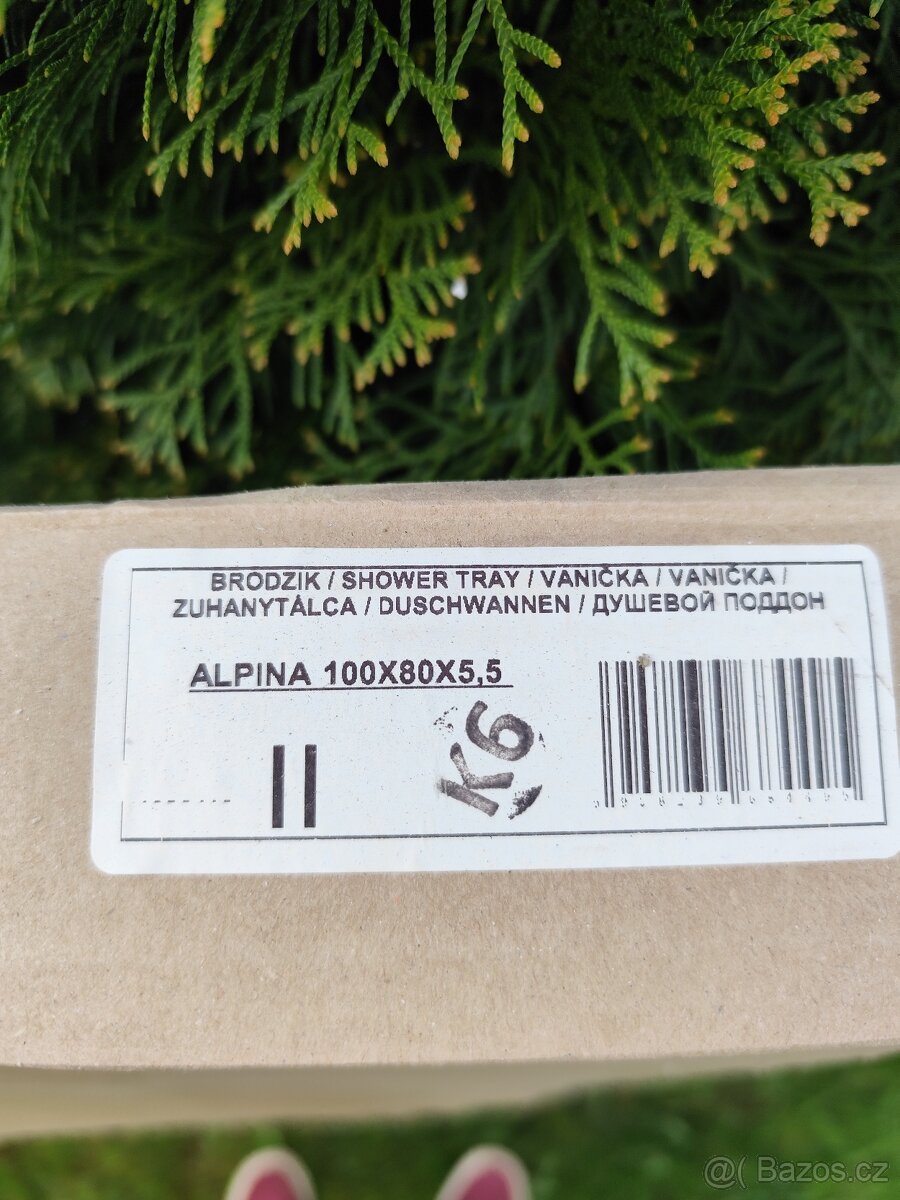 BRODZIK / SHOWER TRAY / VANIČKA / VANIČKA /
ZUHANYTÁLCA / DUSCHWANNEN / ДУШЕВОЙ ПОДДОН
ALPINA 100X80X5,5
II
K6
@( Bazos.cz